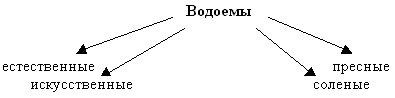 Водоемы
естественные пресные
искусственные соленые